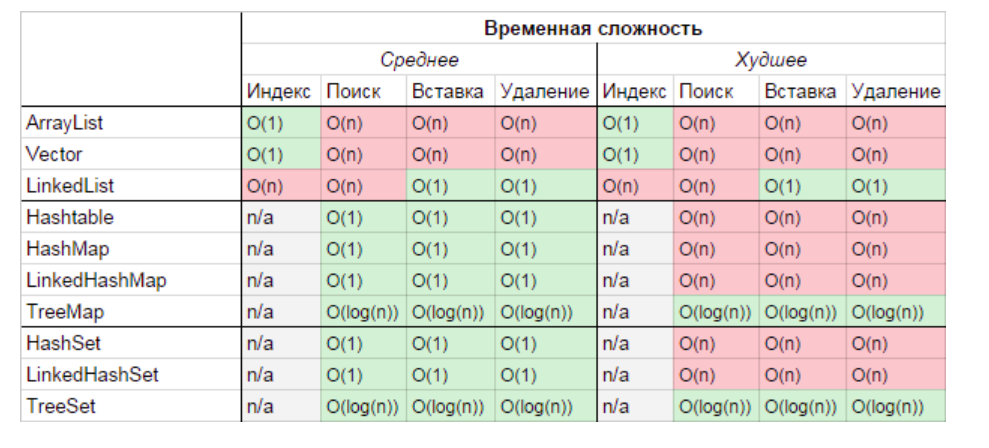 Временная сложность
Среднее Худшее
Индекс Поиск Вставка Удаление Индекс Поиск Вставка Удаление
ArrayList O(1) O(n) O(n) O(n) O(1) O(n) O(n) O(n)
Vector O(1) O(n) O(n) O(n) O(1) O(n) O(n) O(n)
LinkedList O(n) O(n) O(1) O(1) O(n) O(n) O(1) O(1)
Hashtable n/a O(1) O(1) O(1) n/a O(n) O(n) O(n)
HashMap n/a O(1) O(1) O(1) n/a O(n) O(n) O(n)
LinkedHashMap n/a O(1) O(1) O(1) n/a O(n) O(n) O(n)
TreeMap n/a O(log(n)) O(log(n)) O(log(n)) n/a O(log(n)) O(log(n)) O(log(n))
HashSet n/a O(1) O(1) O(1) n/a O(n) O(n) O(n)
LinkedHashSet n/a O(1) O(1) O(1) n/a O(n) O(n) O(n)
TreeSet n/a O(log(n)) O(log(n)) O(log(n)) n/a O(log(n)) O(log(n)) O(log(n))